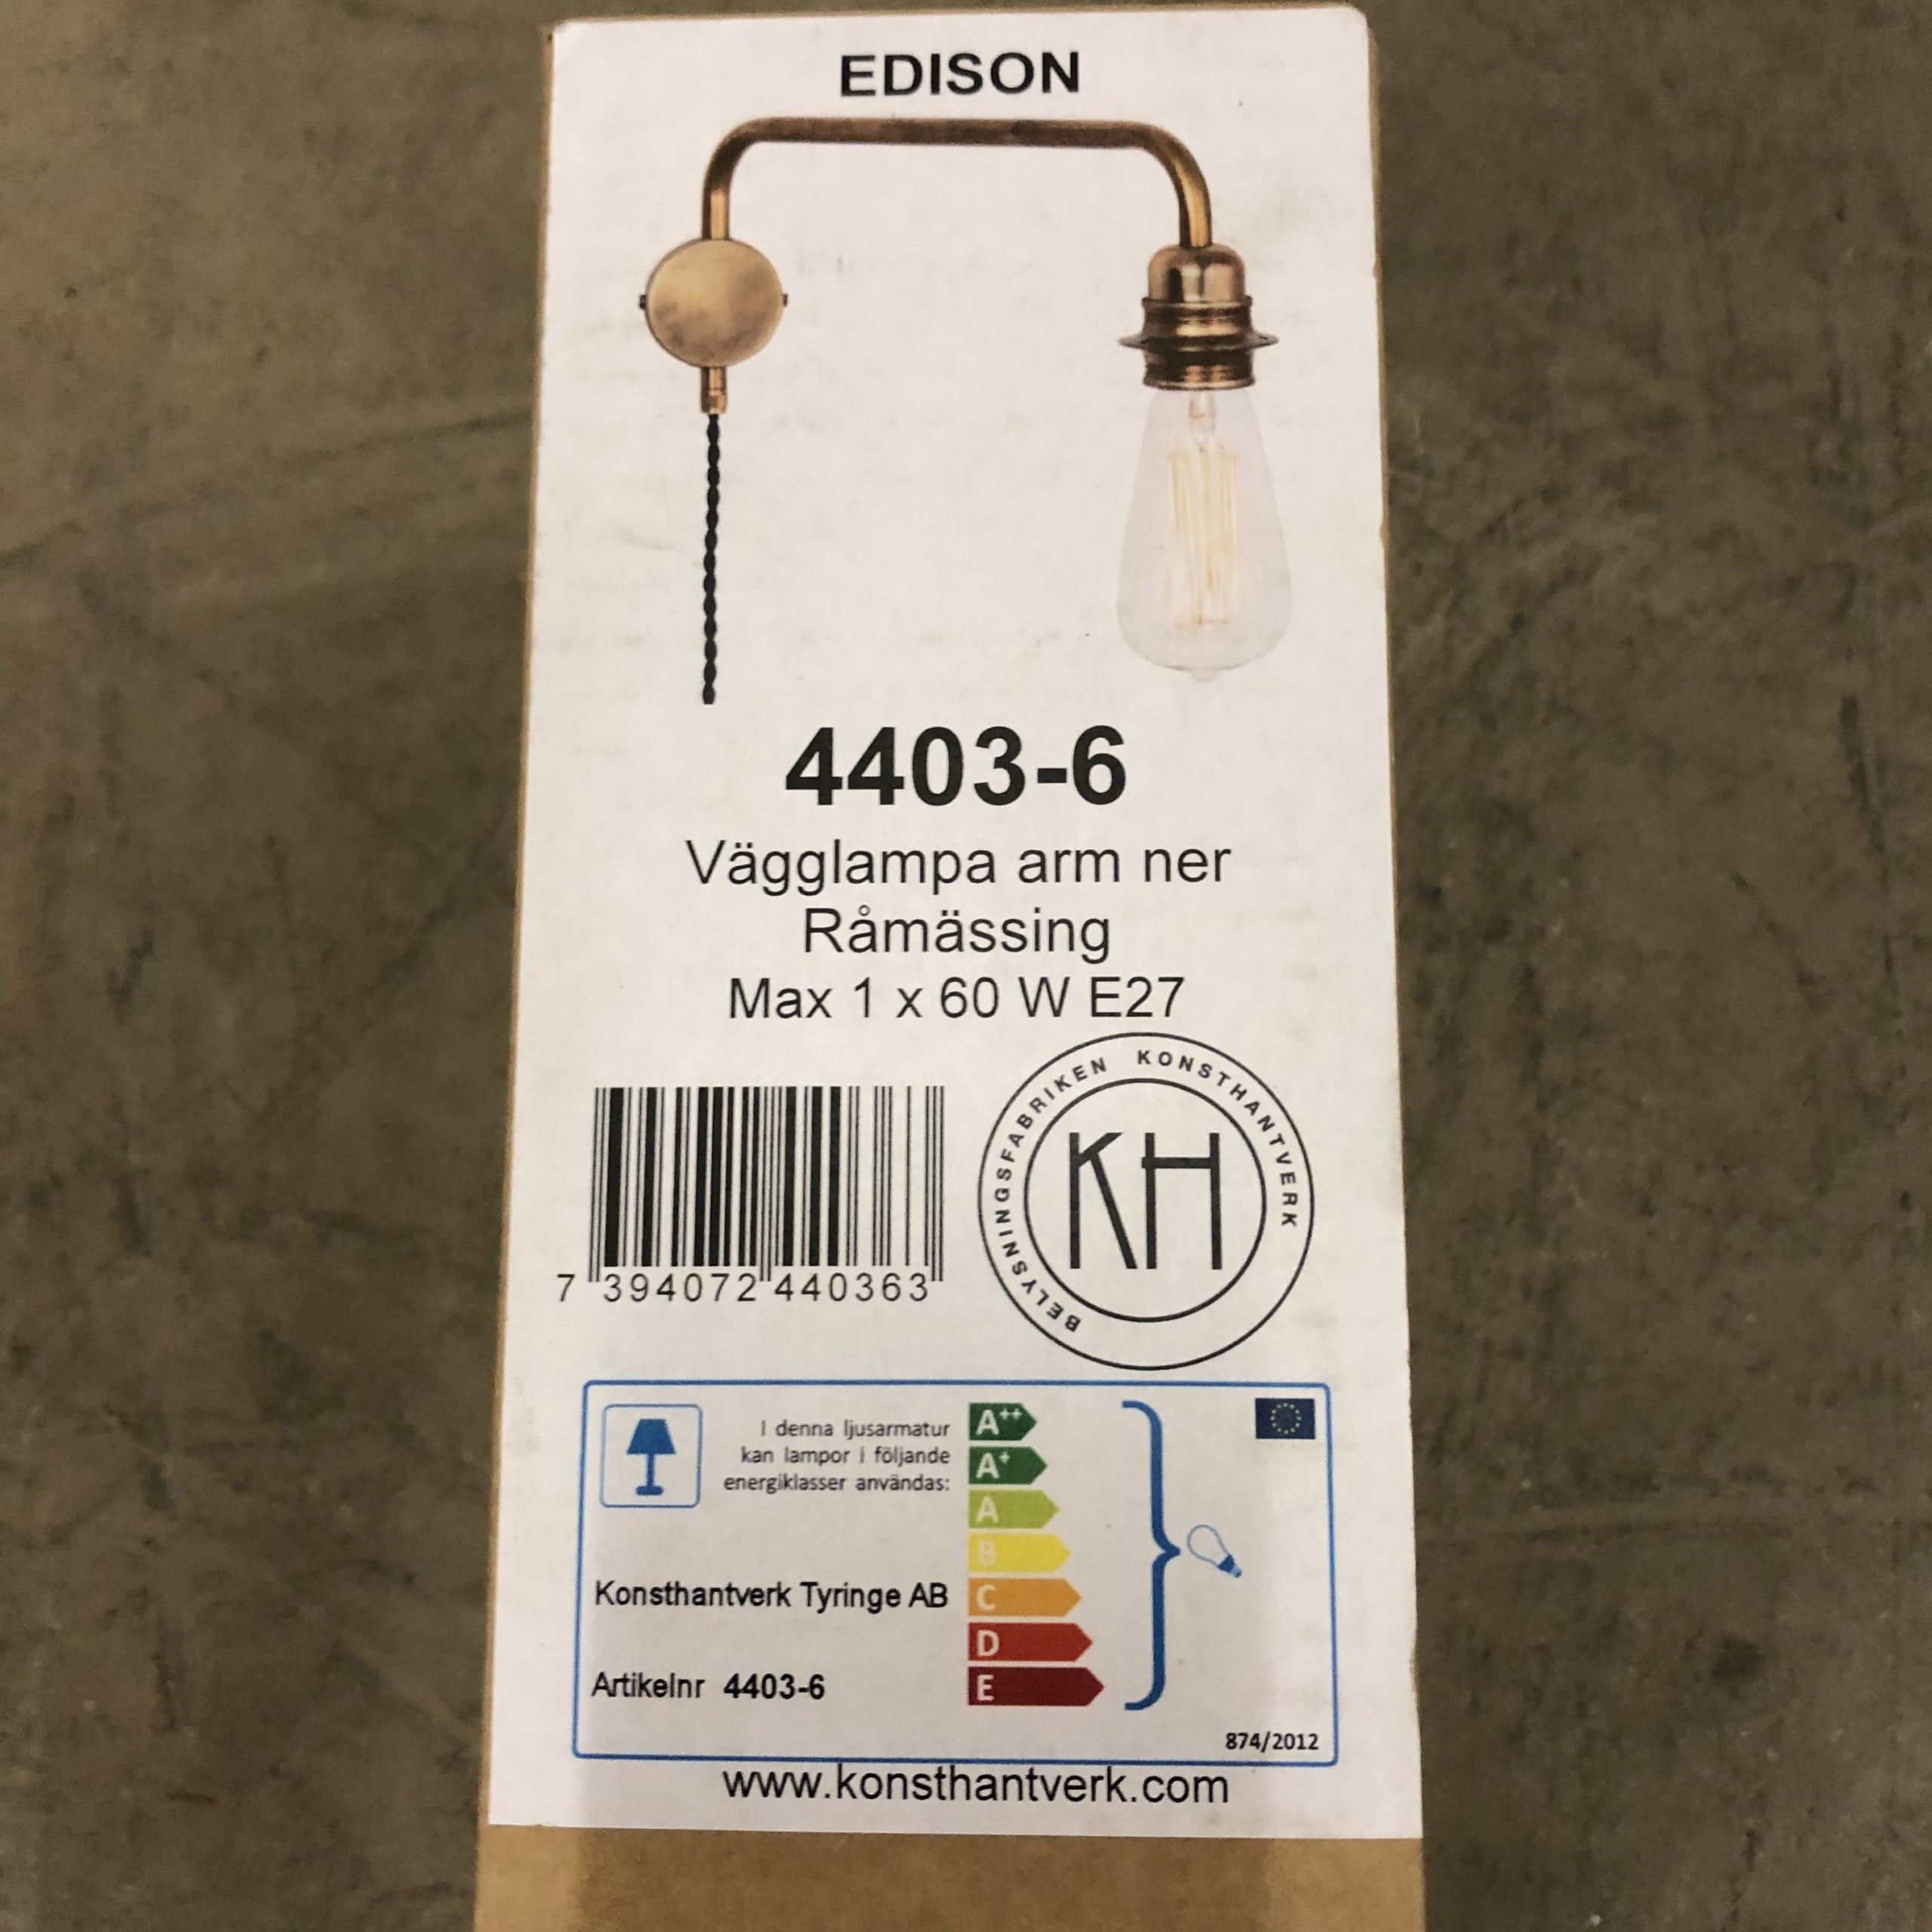 EDISON
4403-6
Vägglampa arm ner
Råmässing
Max 1 x 60 W E27
7 394072 440363
BELYSNINGSFABRIKEN KONSTHANTVERK
KH
I denna ljusarmatur
kan lampor i följande
energiklasser användas:
A++
A+
A
B
C
D
E
Konsthantverk Tyringe AB
Artikelnr 4403-6
874/2012
www.konsthantverk.com